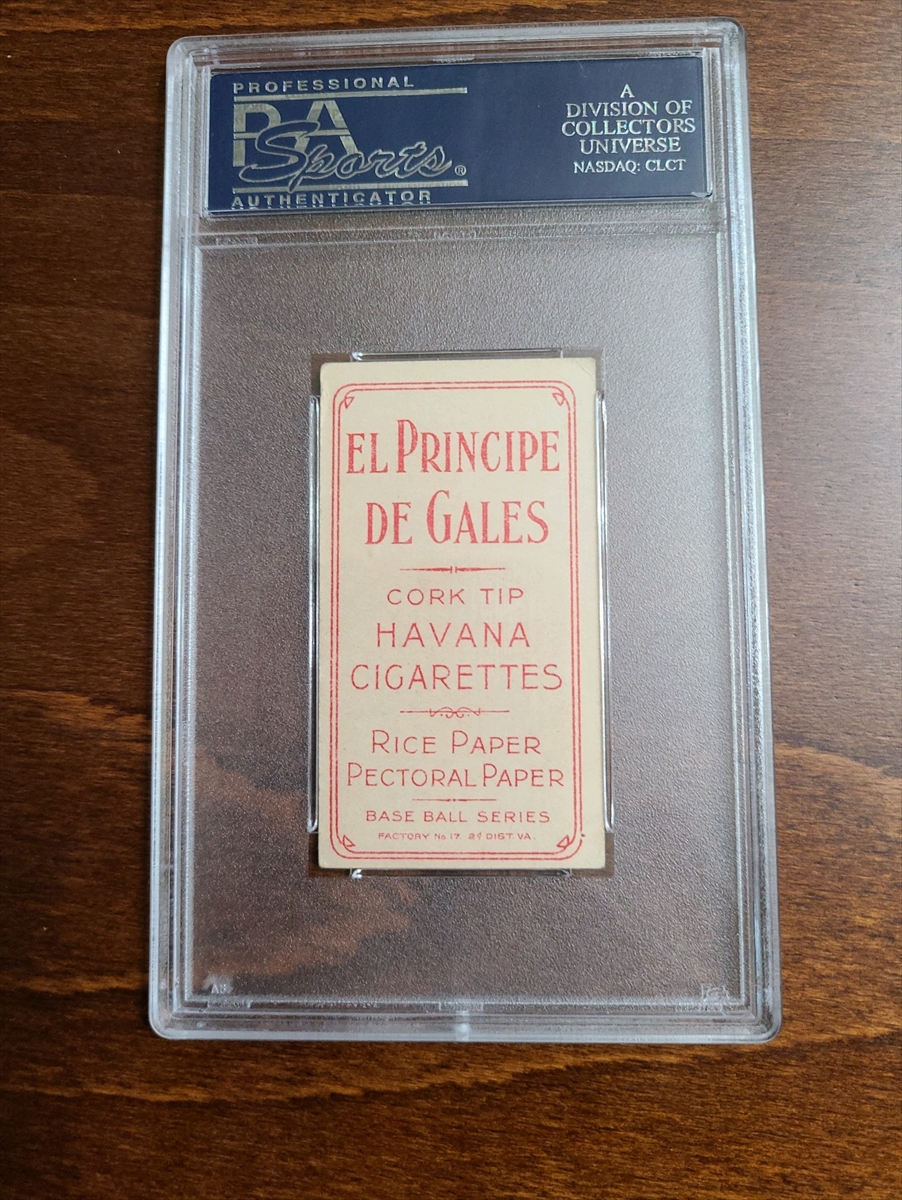 PROFESSIONAL
PSA
Sports®
AUTHENTICATOR
A
DIVISION OF
COLLECTORS
UNIVERSE
NASDAQ: CLCT
EL PRINCIPE
DE GALES
CORK TIP
HAVANA
CIGARETTES
RICE PAPER
PECTORAL PAPER
BASE BALL SERIES
FACTORY No 17. 2d DIST. VA.